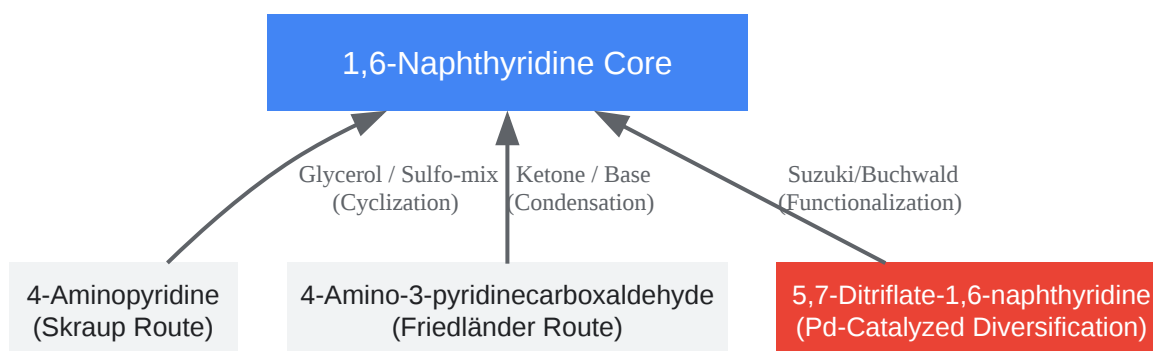 1,6-Naphthyridine Core
Glycerol / Sulfo-mix
(Cyclization)
Ketone / Base
(Condensation)
Suzuki/Buchwald
(Functionalization)
4-Aminopyridine
(Skraup Route)
4-Amino-3-pyridinecarboxaldehyde
(Friedländer Route)
5,7-Ditriflate-1,6-naphthyridine
(Pd-Catalyzed Diversification)